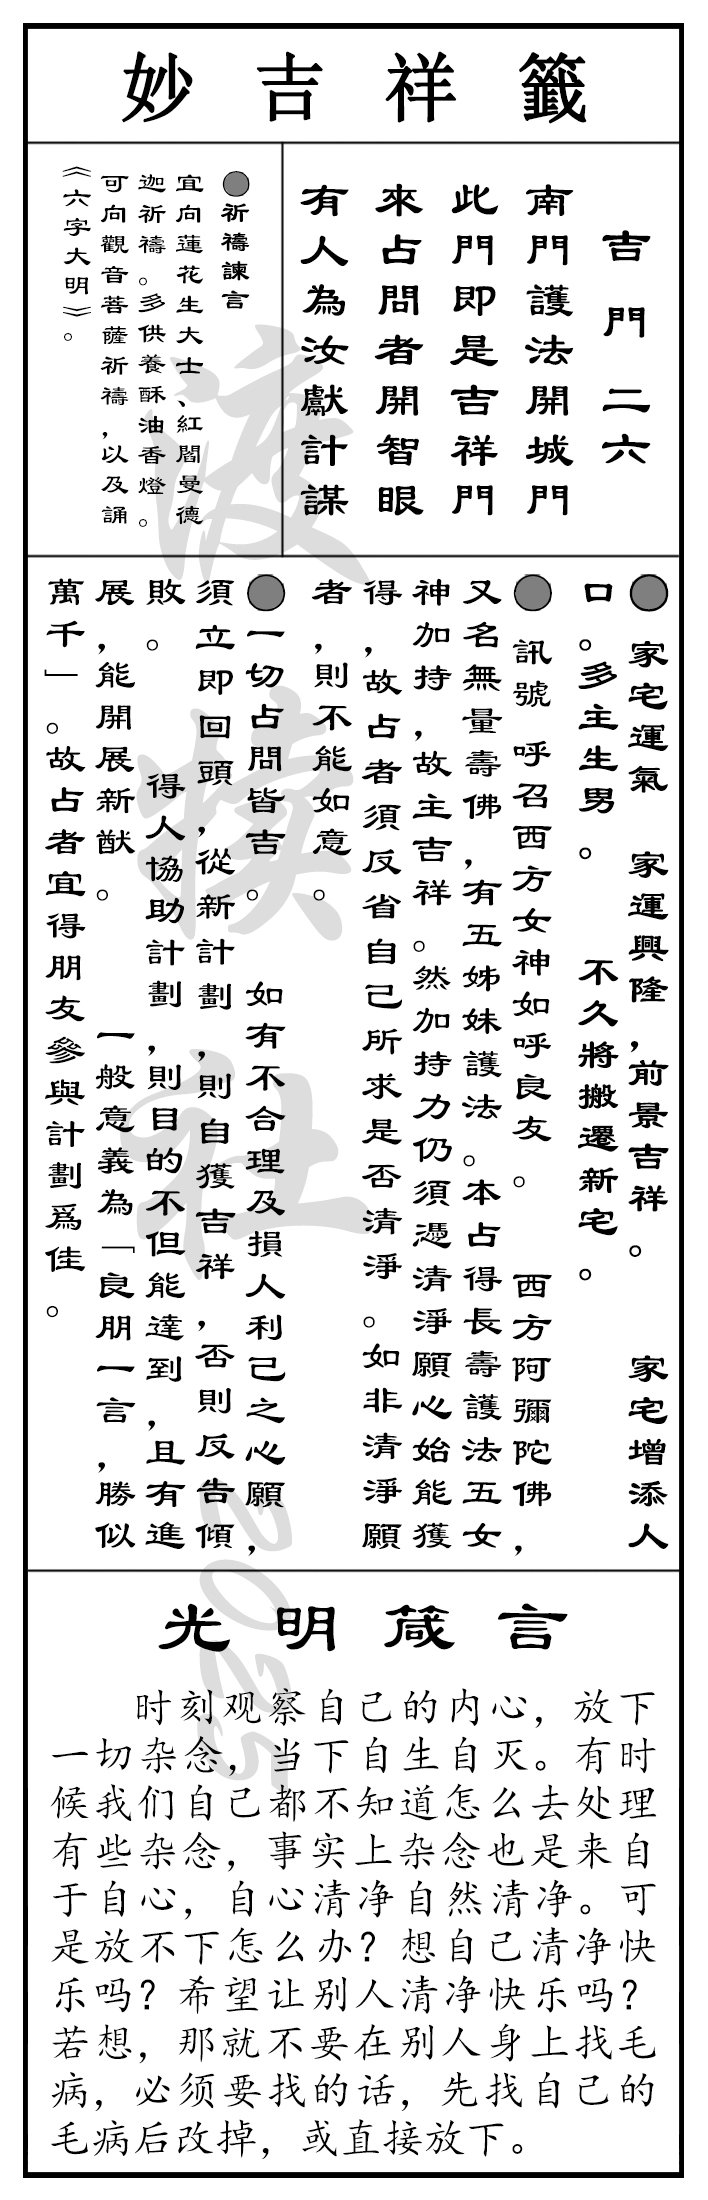 妙吉祥籤
吉門二六
南門護法開城門
此門即是吉祥門
來占問者開智眼
有人為汝獻計謀
●祈禱諫言
宜向蓮花生大士、紅閻曼德
迦祈禱。多供養酥油香燈。
可向觀音菩薩祈禱，以及誦
《六字大明》。
● 家宅運氣 家運興隆，前景吉祥。 家宅增添人
口。多主生男。 不久將搬遷新宅。
● 訊號 呼召西方女神如呼良友。 西方阿彌陀佛，
又名無量壽佛，有五姊妹護法。本占得長壽護法五女
神加持，故主吉祥。然加持力仍須憑清淨願心始能獲
得，故占者須反省自己所求是否清淨。如非清淨願
者，則不能如意。
●一切占問皆吉。 如有不合理及損人利己之心願，
須立即回頭，從新計劃，則自獲吉祥，否則反告傾
敗。 得人協助計劃，則目的不但能達到，且有進
展，能開展新猷。 一般意義為「良朋一言，勝似
萬千」。故占者宜得朋友參與計劃爲佳。
光明箴言
时刻观察自己的内心，放下
一切杂念，当下自生自灭。有时
候我们自己都不知道怎么去处理
有些杂念，事实上杂念也是来自
于自心，自心清净自然清净。可
是放不下怎么办？想自己清净快
乐吗？希望让别人清净快乐吗？
若想，那就不要在别人身上找毛
病，必须要找的话，先找自己的
毛病后改掉，或直接放下。
渡犊社2025